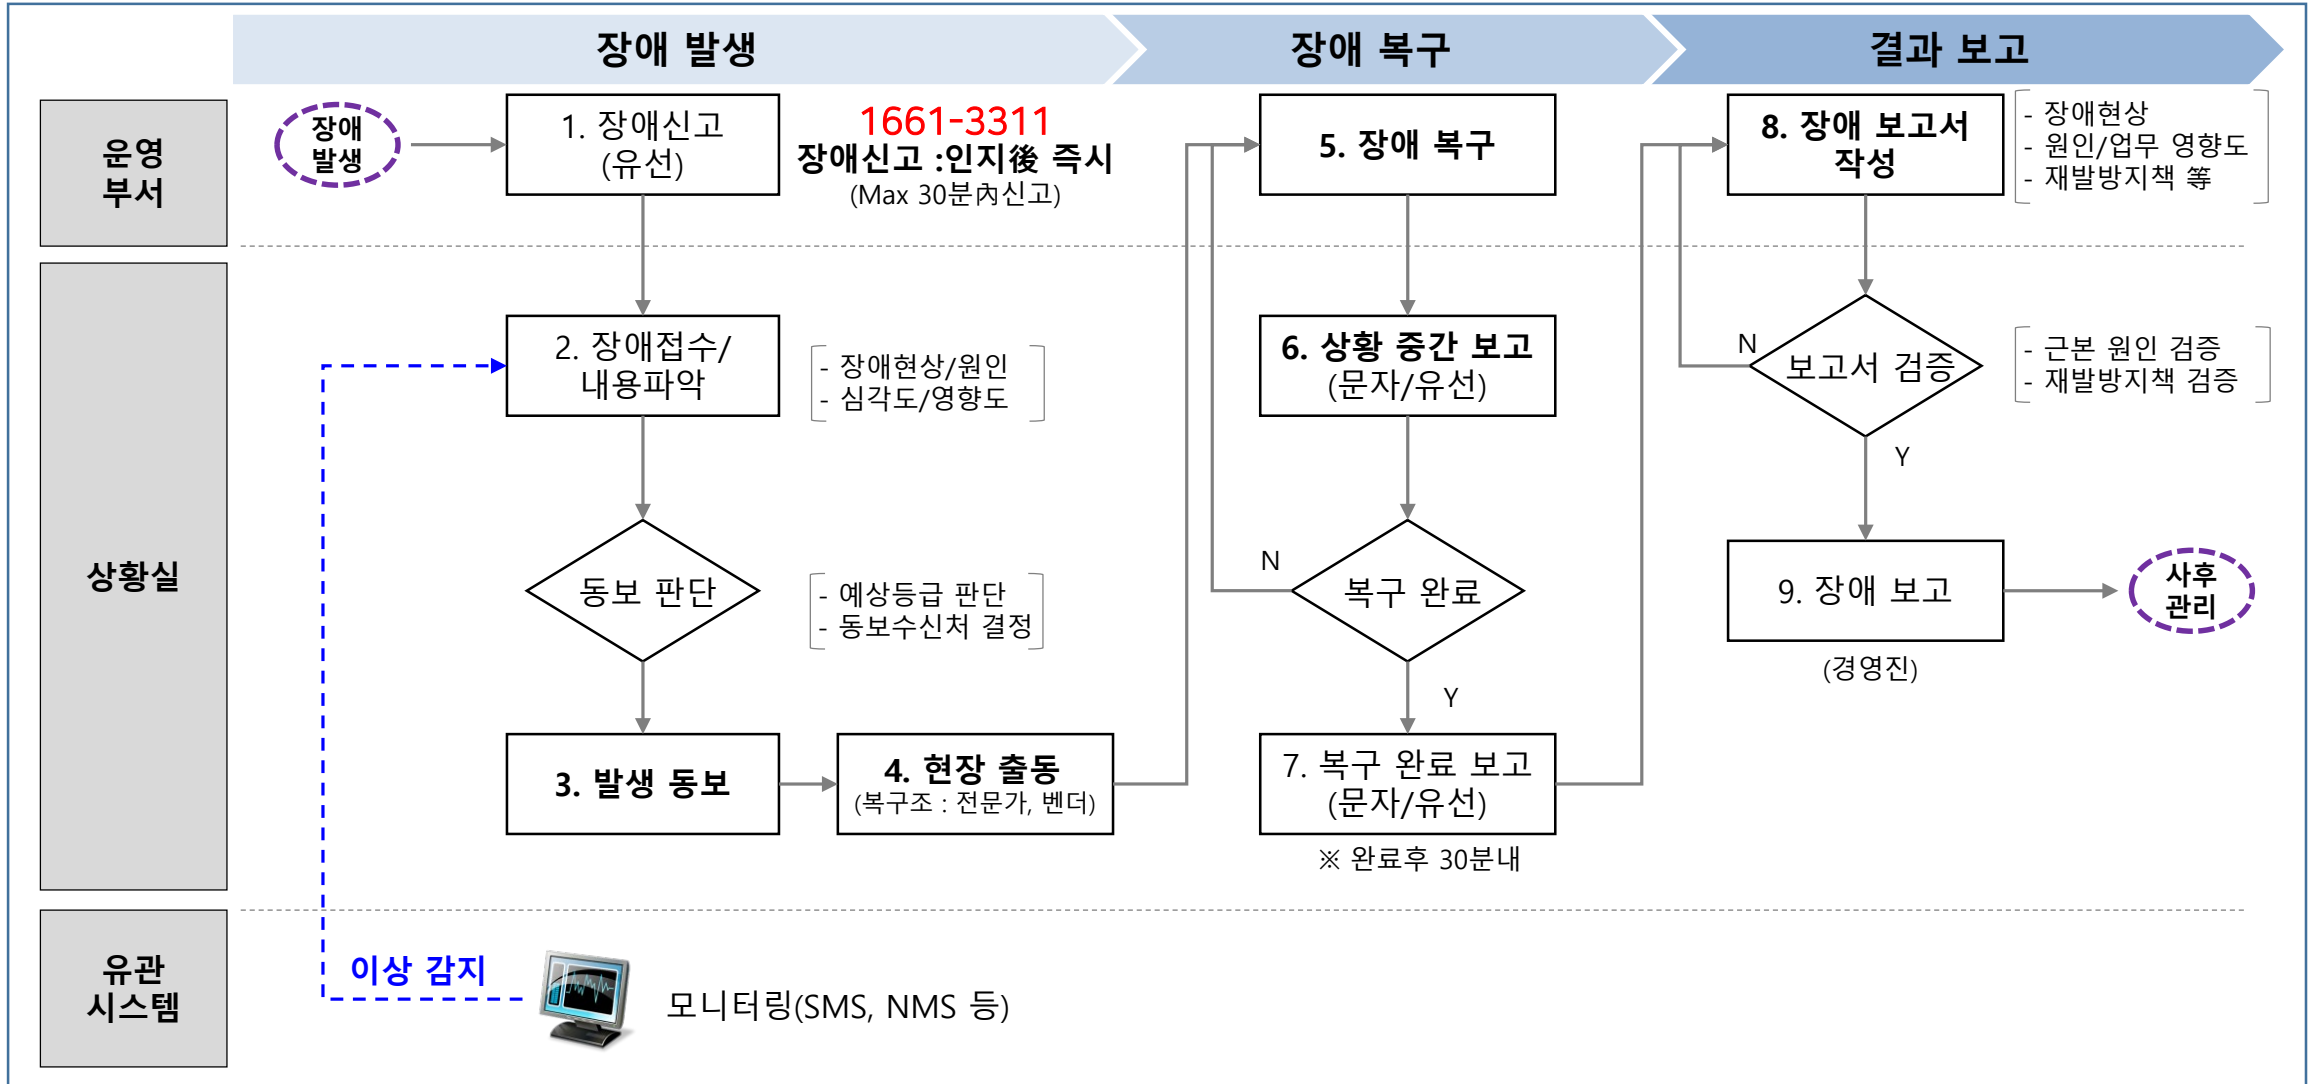 장애 발생
장애 복구
결과 보고
운영
부서
장애
발생
1. 장애신고
(유선)
1661-3311
장애신고 :인지後 즉시
(Max 30분內신고)
5. 장애 복구
8. 장애 보고서
작성
- 장애현상
- 원인/업무 영향도
- 재발방지책 等
상황실
2. 장애접수/
내용파악
- 장애현상/원인
- 심각도/영향도
6. 상황 중간 보고
(문자/유선)
N
보고서 검증
- 근본 원인 검증
- 재발방지책 검증
Y
동보 판단
- 예상등급 판단
- 동보수신처 결정
N
복구 완료
Y
9. 장애 보고
(경영진)
사후
관리
3. 발생 동보
4. 현장 출동
(복구조 : 전문가, 벤더)
7. 복구 완료 보고
(문자/유선)
※ 완료후 30분내
유관
시스템
이상 감지
모니터링(SMS, NMS 등)